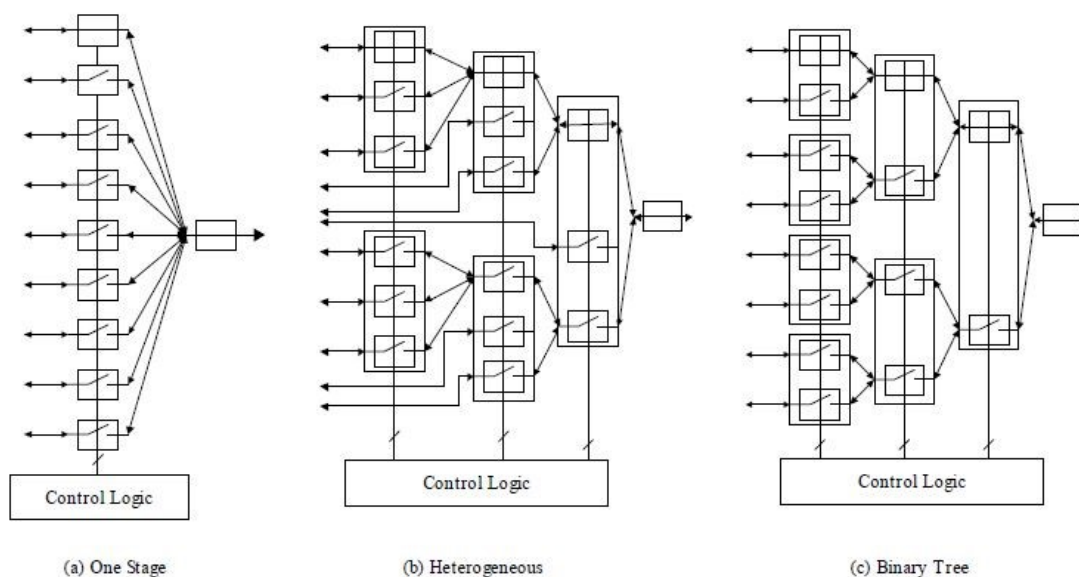 Control Logic
Control Logic
Control Logic
(a) One Stage
(b) Heterogeneous
(c) Binary Tree